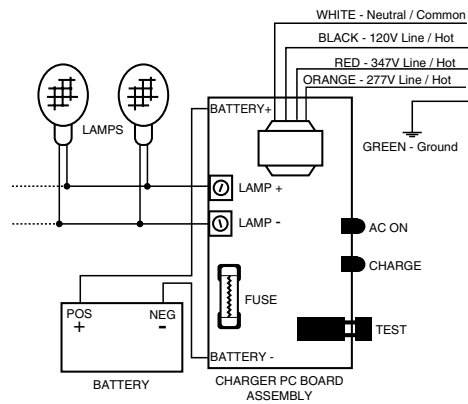 WHITE - Neutral / Common
BLACK - 120V Line / Hot
RED - 347V Line / Hot
ORANGE - 277V Line / Hot
BATTERY+
LAMPS
GREEN - Ground
LAMP +
LAMP -
AC ON
CHARGE
FUSE
POS
+
NEG
-
TEST
BATTERY -
BATTERY
CHARGER PC BOARD
ASSEMBLY